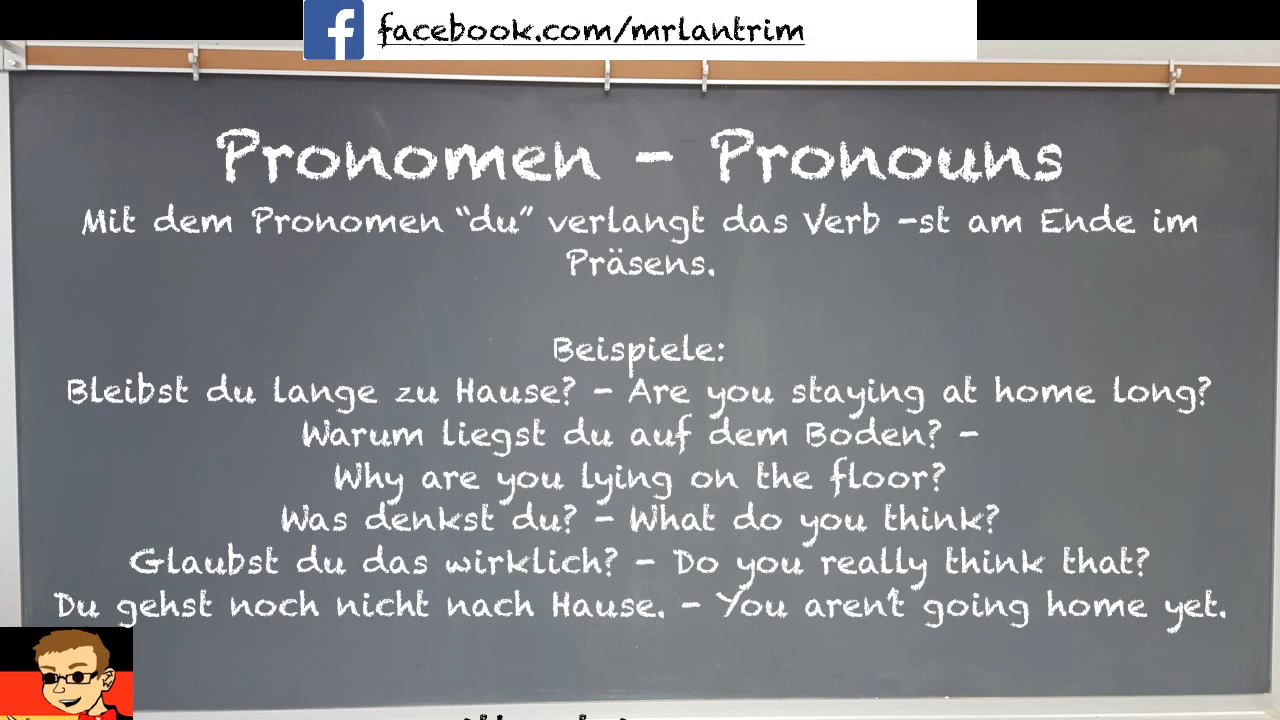 facebook.com/mrlantrim
Pronomen - Pronouns
Mit dem Pronomen “du” verlangt das Verb -st am Ende im
Präsens.
Beispiele:
Bleibst du lange zu Hause? - Are you staying at home long?
Warum liegst du auf dem Boden? -
Why are you lying on the floor?
Was denkst du? - What do you think?
Glaubst du das wirklich? - Do you really think that?
Du gehst noch nicht nach Hause. - You aren't going home yet.